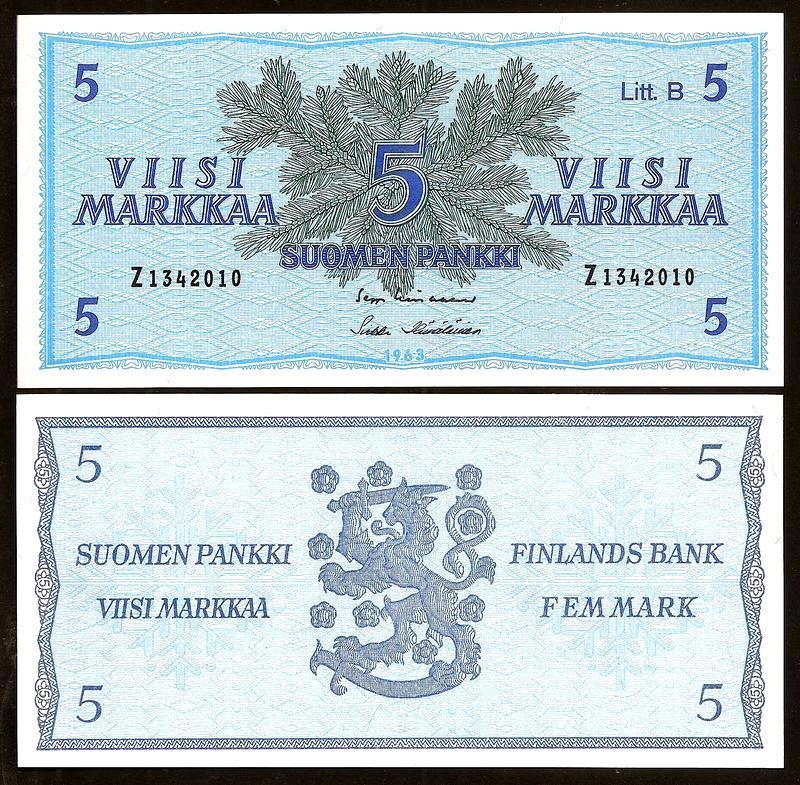 5 Litt. B 5
VIISI 5 VIISI
MARKKAA MARKKAA
SUOMEN PANKKI
Z1342010 Z1342010
5 5
1963
5 5
SUOMEN PANKKI FINLANDS BANK
VIISI MARKKAA FEM MARK
5 5